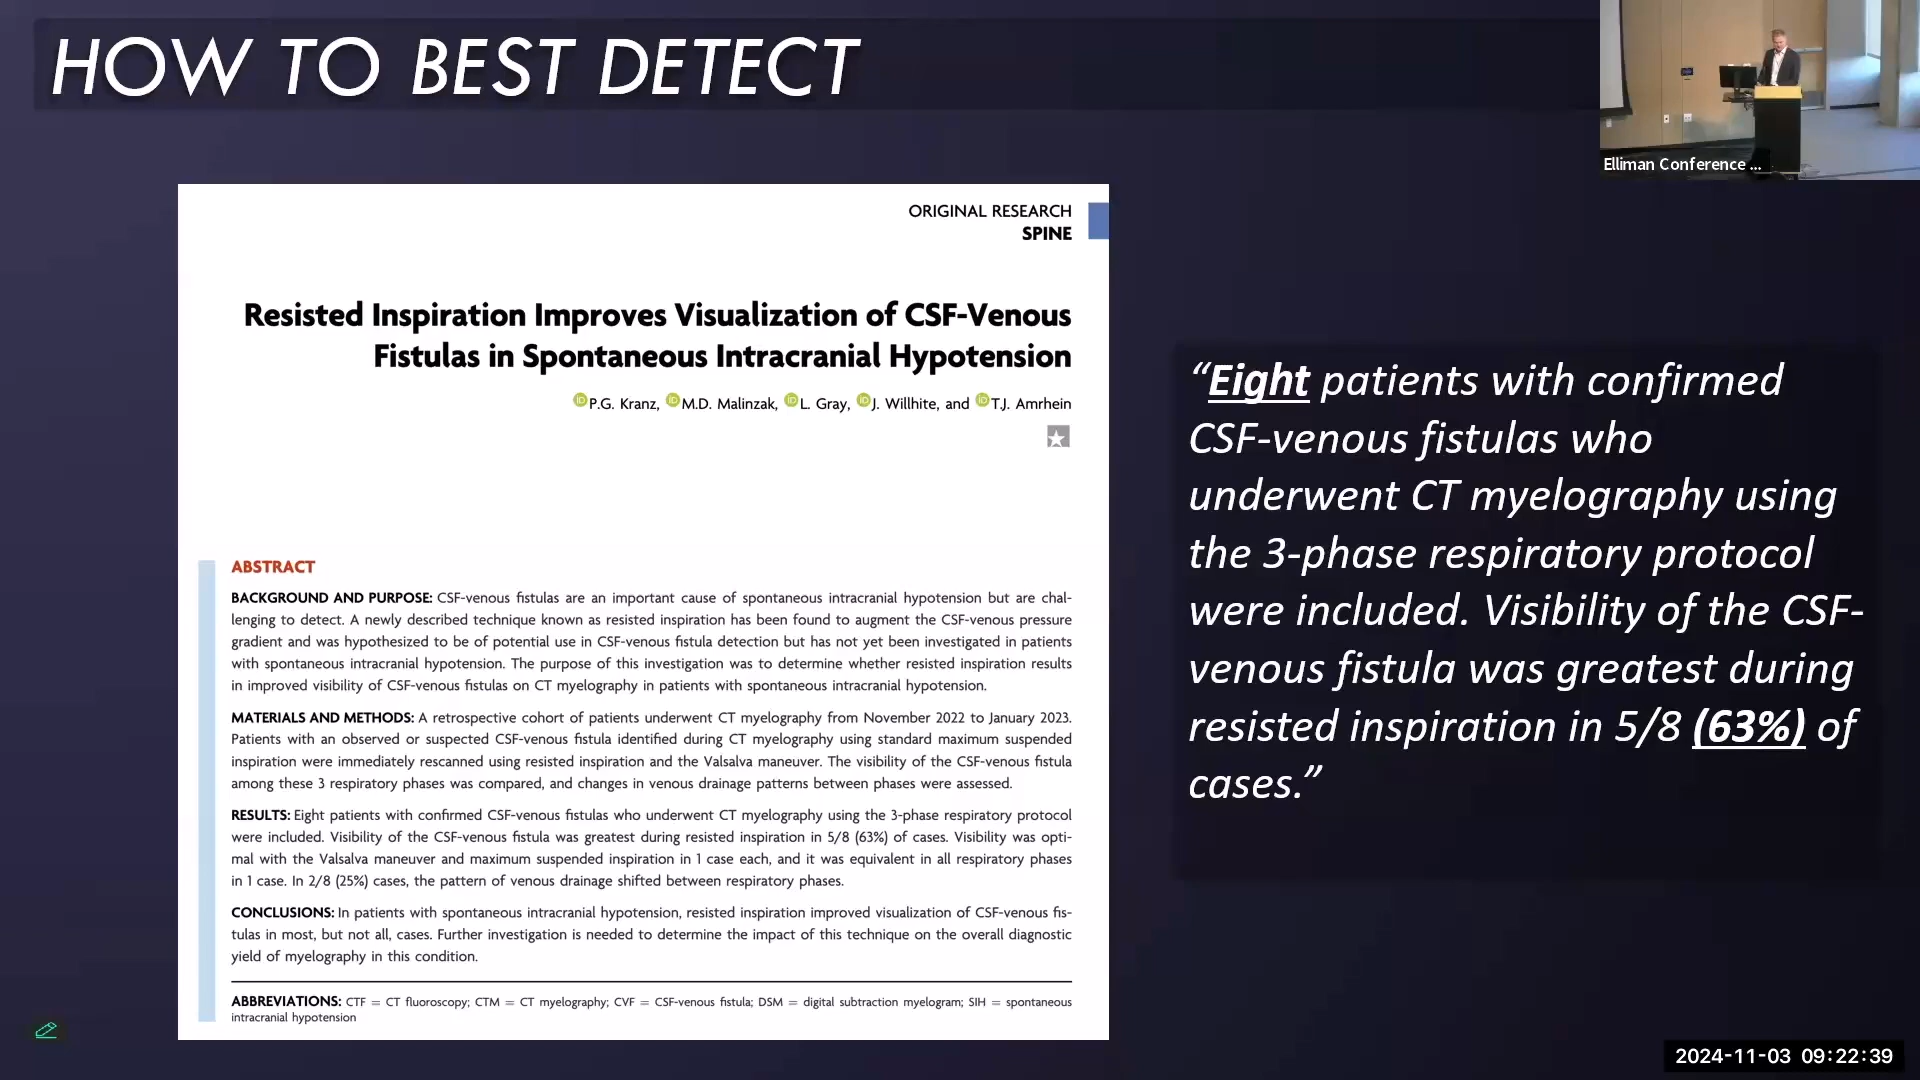 HOW TO BEST DETECT
Elliman Conference ...
ORIGINAL RESEARCH
SPINE
Resisted Inspiration Improves Visualization of CSF-Venous
Fistulas in Spontaneous Intracranial Hypotension
iD P.G. Kranz, iD M.D. Malinzak, iD L. Gray, iD J. Willhite, and iD T.J. Amrhein
ABSTRACT
BACKGROUND AND PURPOSE: CSF-venous fistulas are an important cause of spontaneous intracranial hypotension but are chal-
lenging to detect. A newly described technique known as resisted inspiration has been found to augment the CSF-venous pressure
gradient and was hypothesized to be of potential use in CSF-venous fistula detection but has not yet been investigated in patients
with spontaneous intracranial hypotension. The purpose of this investigation was to determine whether resisted inspiration results
in improved visibility of CSF-venous fistulas on CT myelography in patients with spontaneous intracranial hypotension.
MATERIALS AND METHODS: A retrospective cohort of patients underwent CT myelography from November 2022 to January 2023.
Patients with an observed or suspected CSF-venous fistula identified during CT myelography using standard maximum suspended
inspiration were immediately rescanned using resisted inspiration and the Valsalva maneuver. The visibility of the CSF-venous fistula
among these 3 respiratory phases was compared, and changes in venous drainage patterns between phases were assessed.
RESULTS: Eight patients with confirmed CSF-venous fistulas who underwent CT myelography using the 3-phase respiratory protocol
were included. Visibility of the CSF-venous fistula was greatest during resisted inspiration in 5/8 (63%) of cases. Visibility was opti-
mal with the Valsalva maneuver and maximum suspended inspiration in 1 case each, and it was equivalent in all respiratory phases
in 1 case. In 2/8 (25%) cases, the pattern of venous drainage shifted between respiratory phases.
CONCLUSIONS: In patients with spontaneous intracranial hypotension, resisted inspiration improved visualization of CSF-venous fis-
tulas in most, but not all, cases. Further investigation is needed to determine the impact of this technique on the overall diagnostic
yield of myelography in this condition.
ABBREVIATIONS: CTF = CT fluoroscopy; CTM = CT myelography; CVF = CSF-venous fistula; DSM = digital subtraction myelogram; SIH = spontaneous
intracranial hypotension
“Eight patients with confirmed
CSF-venous fistulas who
underwent CT myelography using
the 3-phase respiratory protocol
were included. Visibility of the CSF-
venous fistula was greatest during
resisted inspiration in 5/8 (63%) of
cases.”
2024-11-03 09:22:39